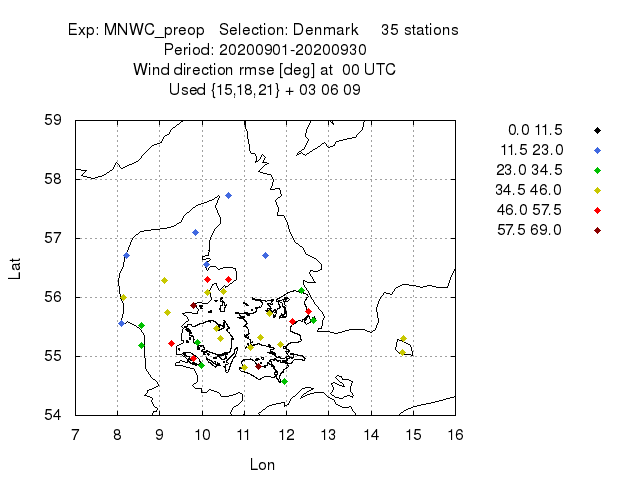 Exp: MNWC_preop   Selection: Denmark     35 stations
Period: 20200901-20200930
Wind direction rmse [deg] at  00 UTC
Used {15,18,21} + 03 06 09
59
58
57
56
55
54
Lat
7 8 9 10 11 12 13 14 15 16
Lon
0.0 11.5
11.5 23.0
23.0 34.5
34.5 46.0
46.0 57.5
57.5 69.0